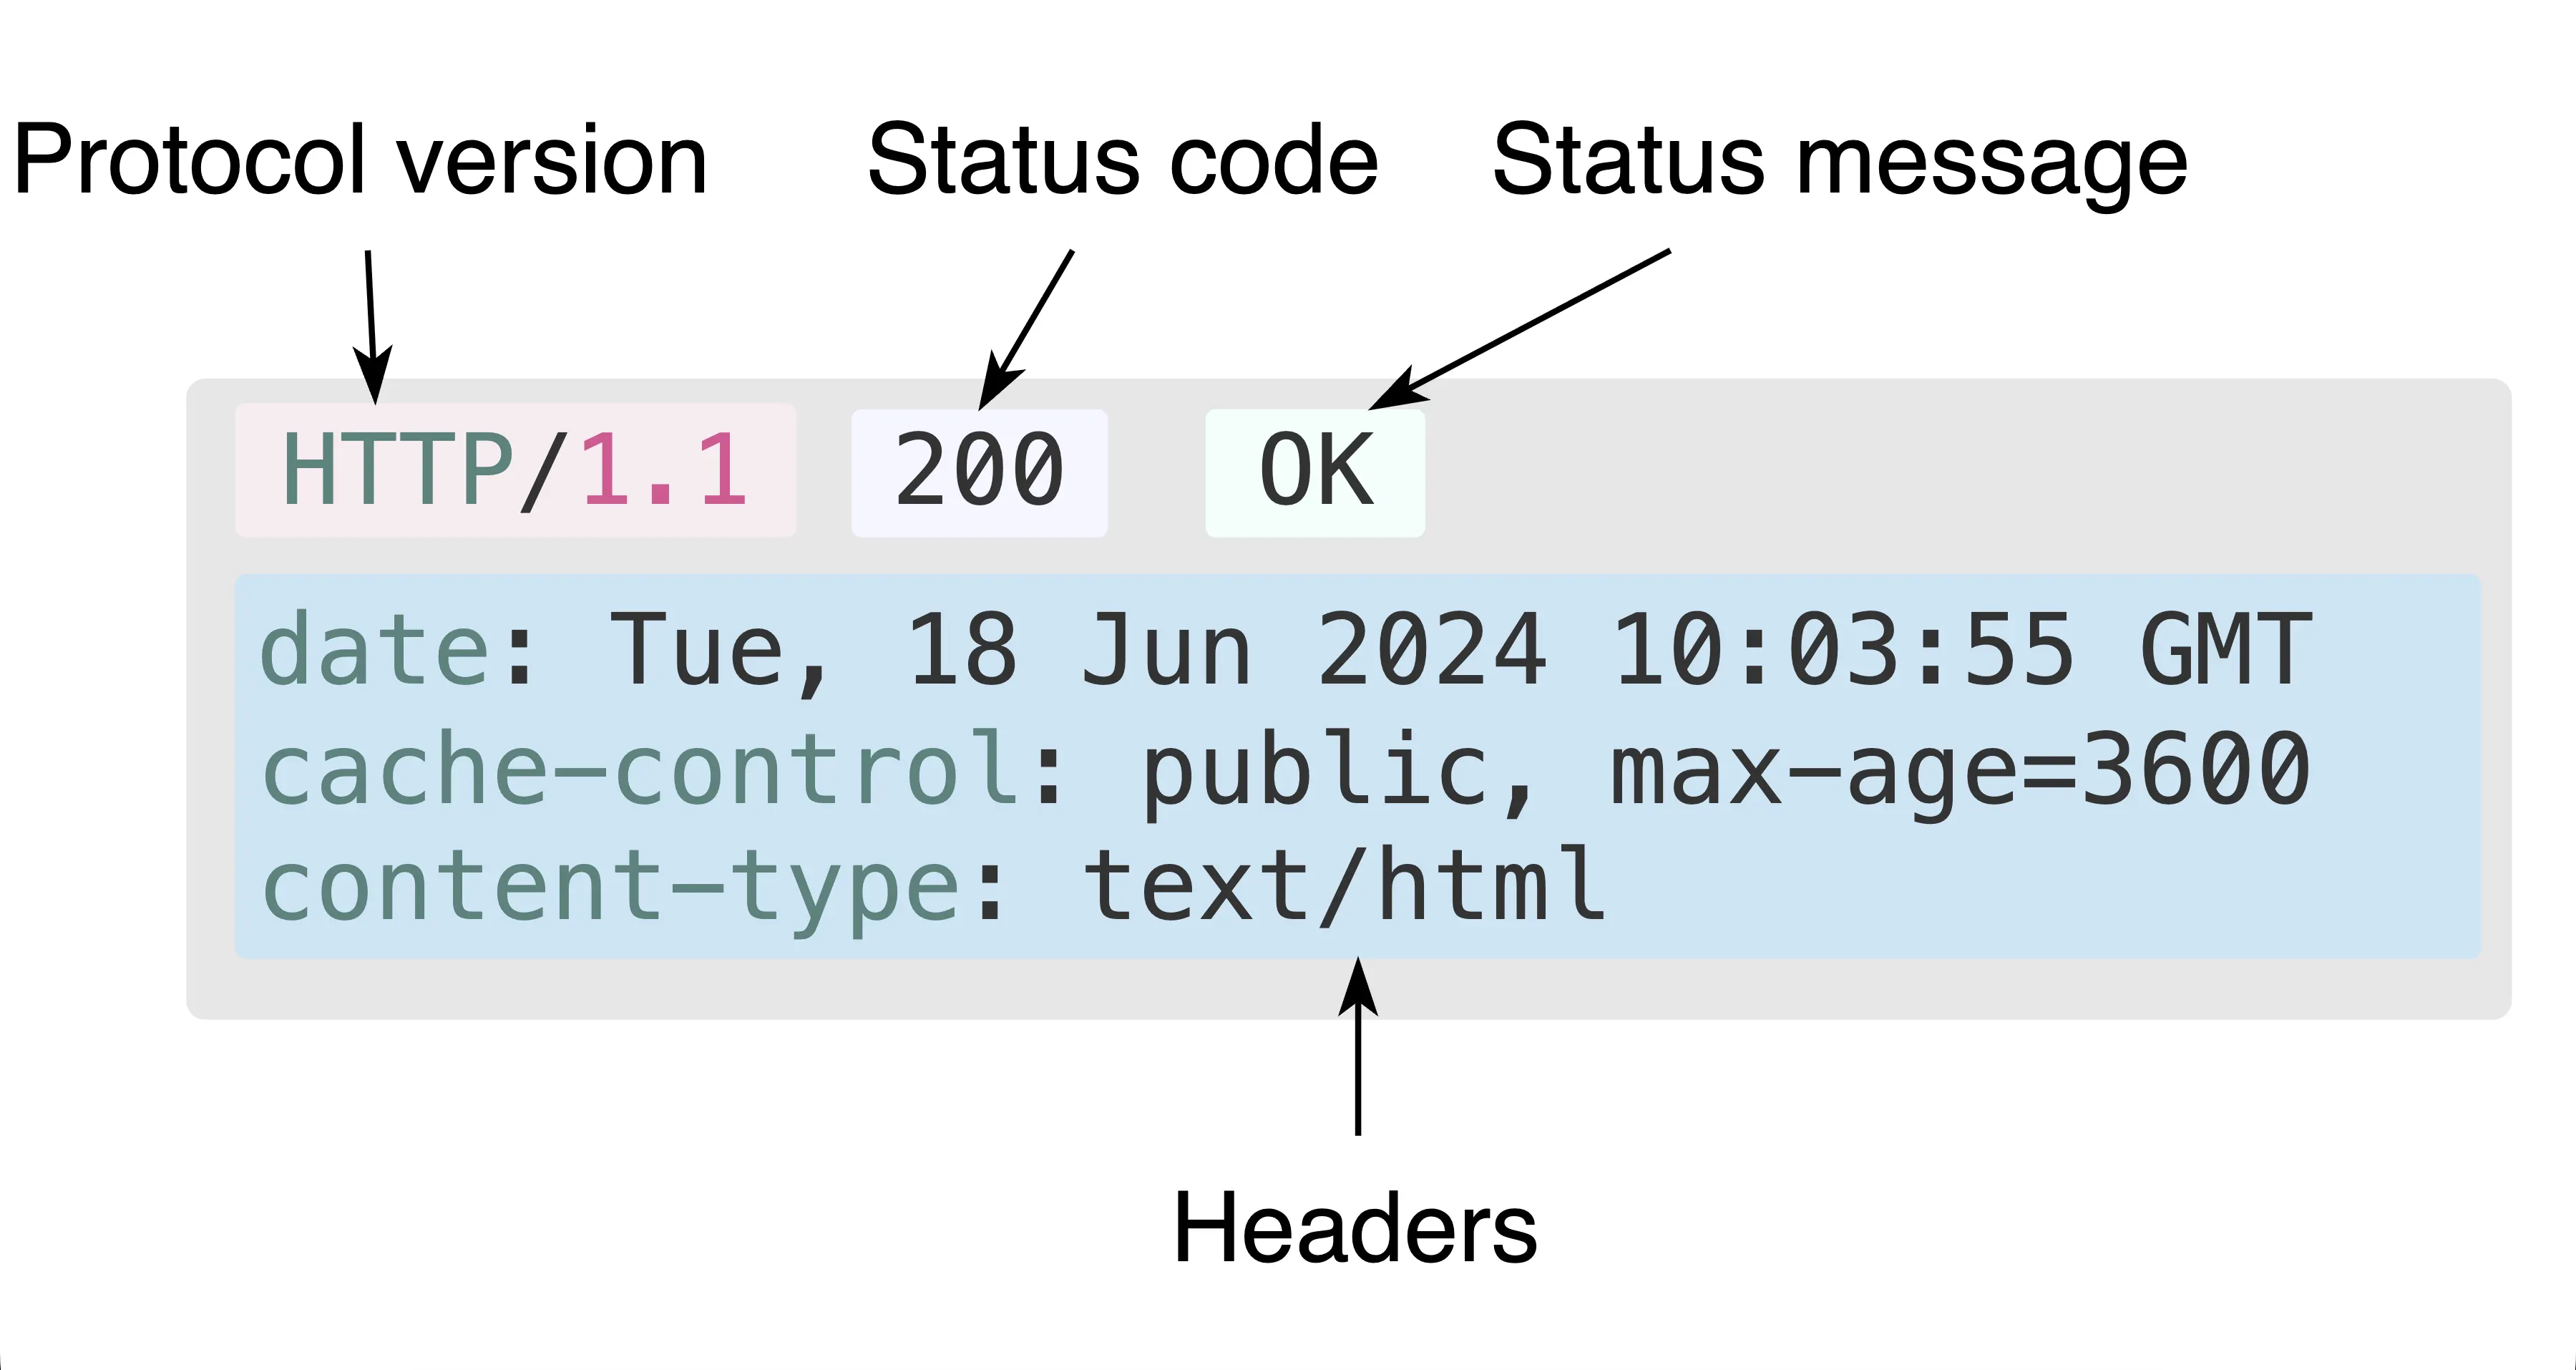 Protocol version Status code Status message
HTTP/1.1 200 OK
date: Tue, 18 Jun 2024 10:03:55 GMT
cache-control: public, max-age=3600
content-type: text/html
Headers